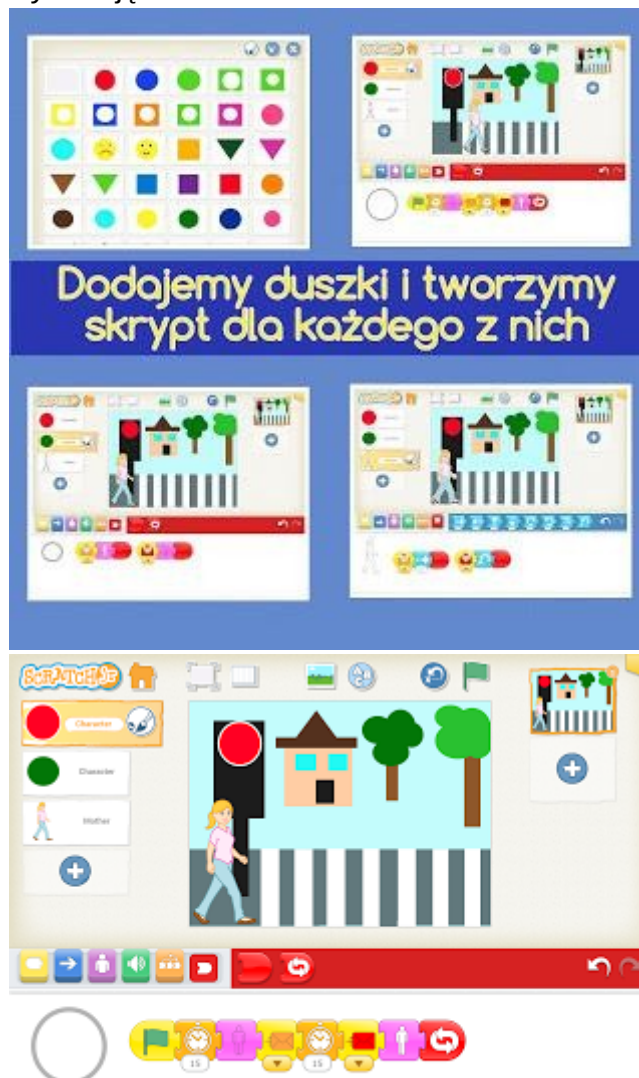 Dodajemy duszki i tworzymy
skrypt dla każdego z nich
SCRATCHJR
Character
Character
Mother
15
15